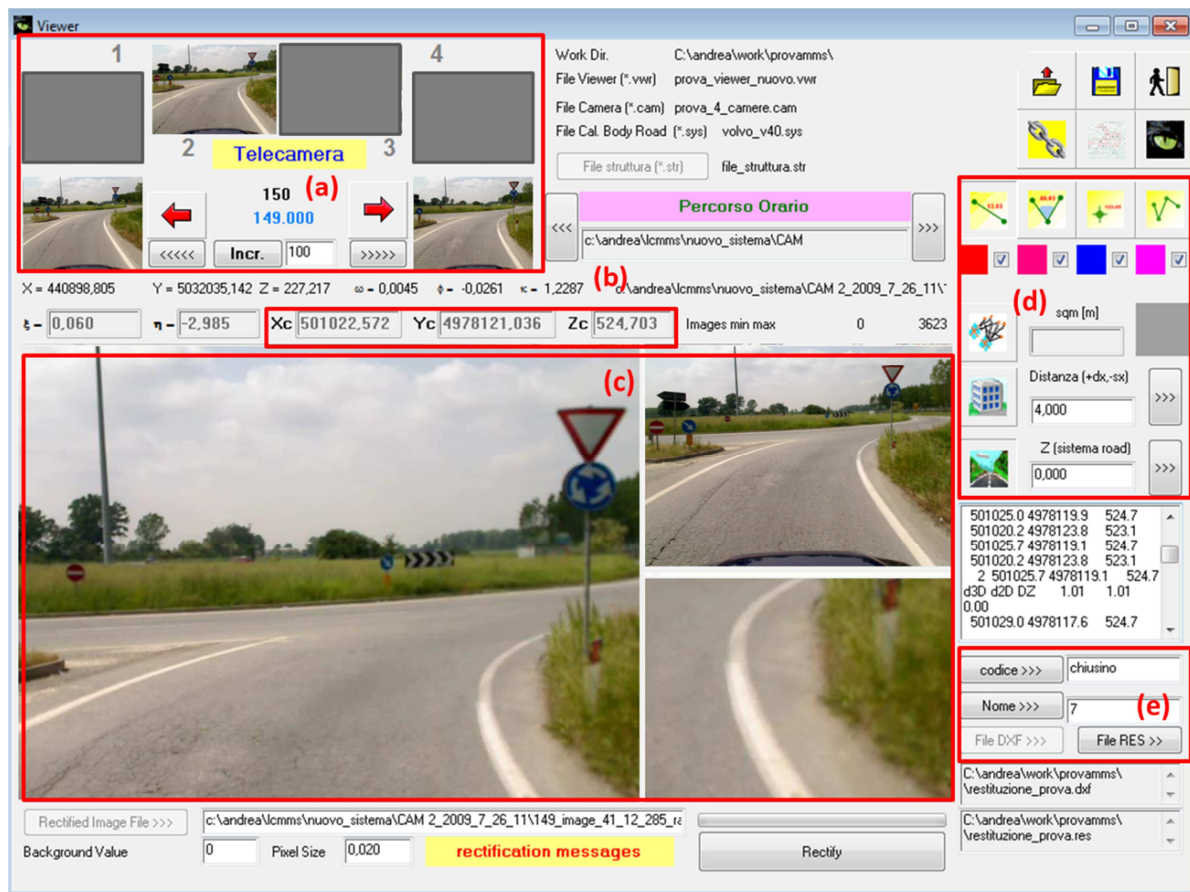 Viewer
1
4
2
3
Telecamera
(a)
150
149.000
<<<<<
Incr.
100
>>>>>
Work Dir. C:\andrea\work\provamms\
File Viewer (*.vwr) prova_viewer_nuovo.vwr
File Camera (*.cam) prova_4_camere.cam
File Cal. Body Road (*.sys) volvo_v40.sys
File struttura (*.str) file_struttura.str
<<<
Percorso Orario
c:\andrea\lcmms\nuovo_sistema\CAM
>>>
(b)
X = 440898,805 Y = 5032035,142 Z = 227,217 ω = 0,0045 ϕ = -0,0261 κ = 1,2287
\andrea\lcmms\nuovo_sistema\CAM 2_2009_7_26_11\
ξ = 0,060 η = -2,985 Xc 501022,572 Yc 4978121,036 Zc 524,703 Images min max 0 3623
(c)
(d)
sqm [m]
Distanza (+dx,-sx)
4,000
>>>
Z (sistema road)
0,000
>>>
501025.0 4978119.9 524.7
501020.2 4978123.8 523.1
501025.7 4978119.1 524.7
501020.2 4978123.8 523.1
2 501025.7 4978119.1 524.7
d3D d2D DZ 1.01 1.01
0.00
501029.0 4978117.6 524.7
codice >>> chiusino
Nome >>> 7
(e)
File DXF >>> File RES >>
C:\andrea\work\provamms\
\restituzione_prova.dxf
C:\andrea\work\provamms\
\restituzione_prova.res
Rectified Image File >>> c:\andrea\lcmms\nuovo_sistema\CAM 2_2009_7_26_11\149_image_41_12_285_ra
Background Value 0 Pixel Size 0,020 rectification messages Rectify